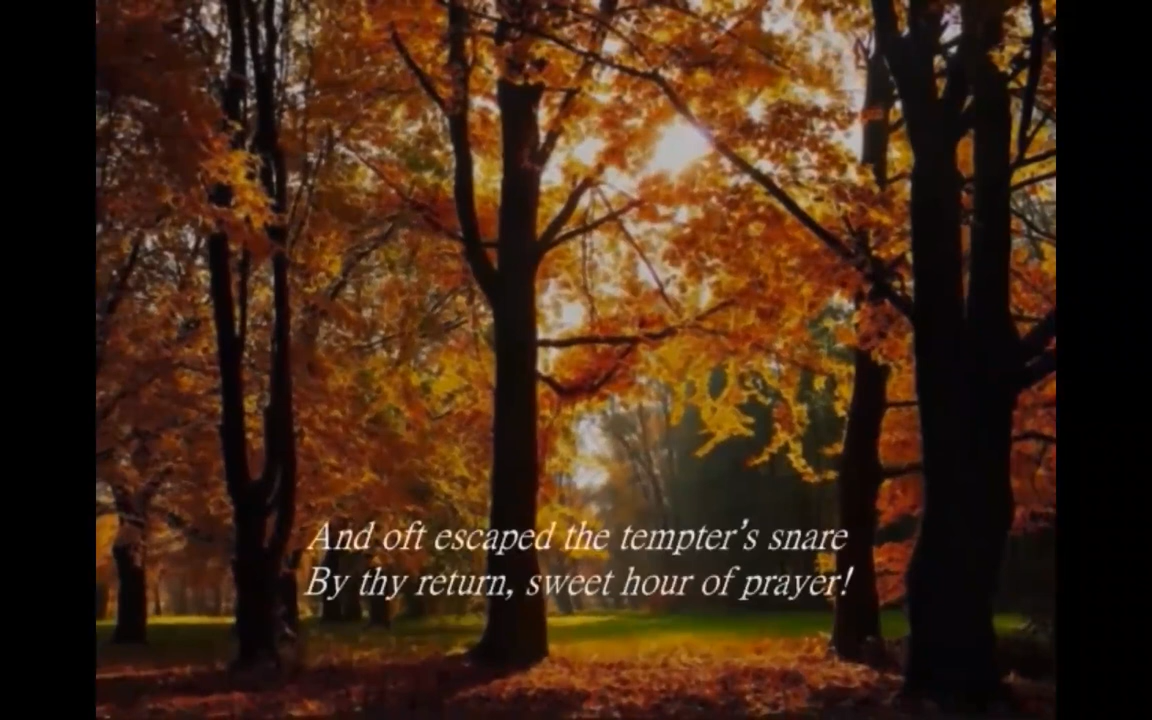 And oft escaped the tempter's snare
By thy return, sweet hour of prayer!